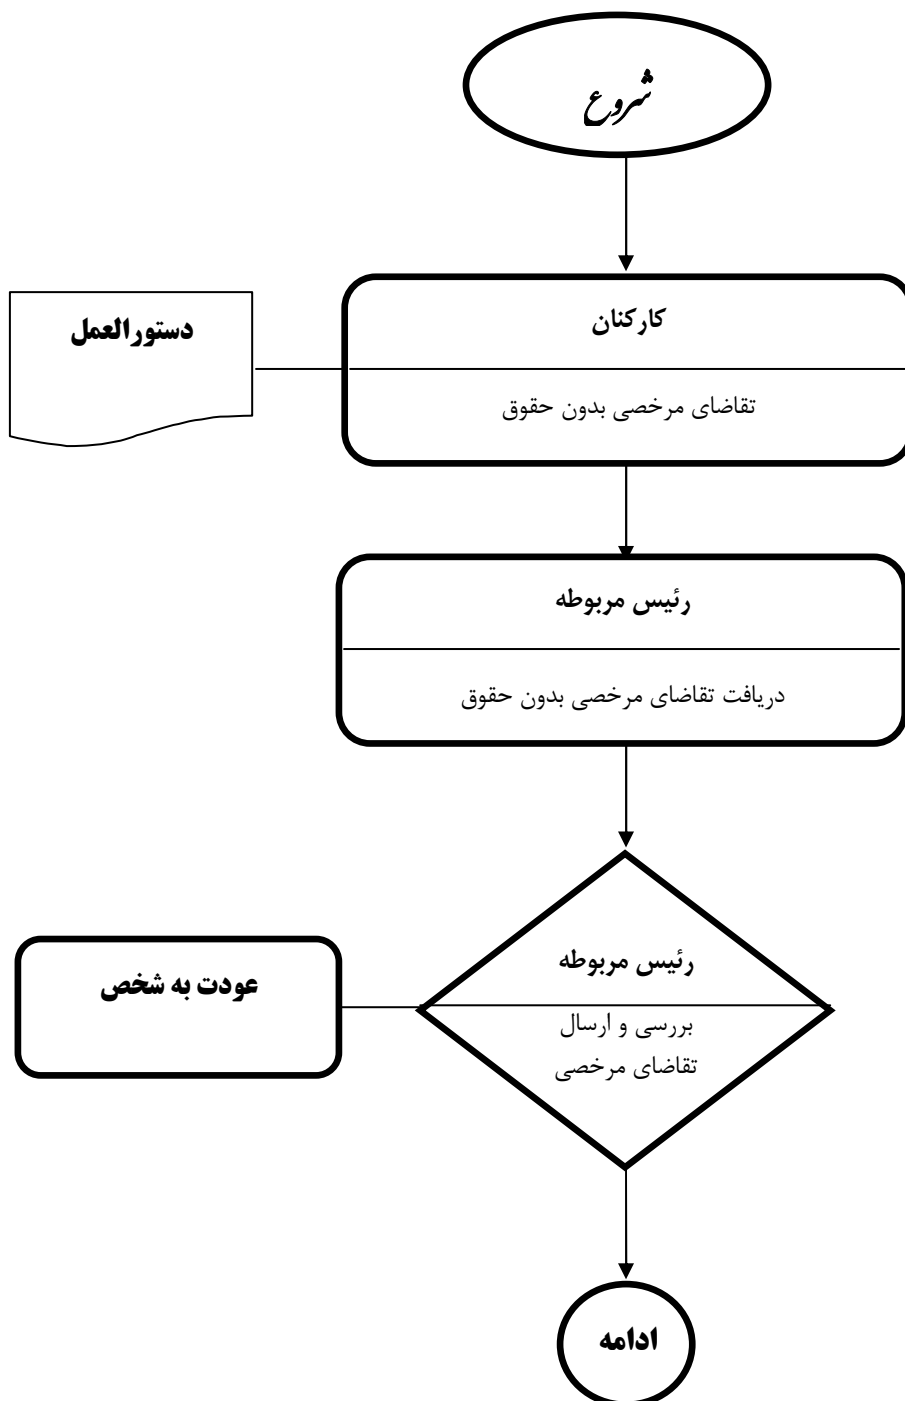 شروع
کارکنان
دستورالعمل
تقاضای مرخصی بدون حقوق
رئیس مربوطه
دریافت تقاضای مرخصی بدون حقوق
رئیس مربوطه
عودت به شخص
بررسی و ارسال
تقاضای مرخصی
ادامه